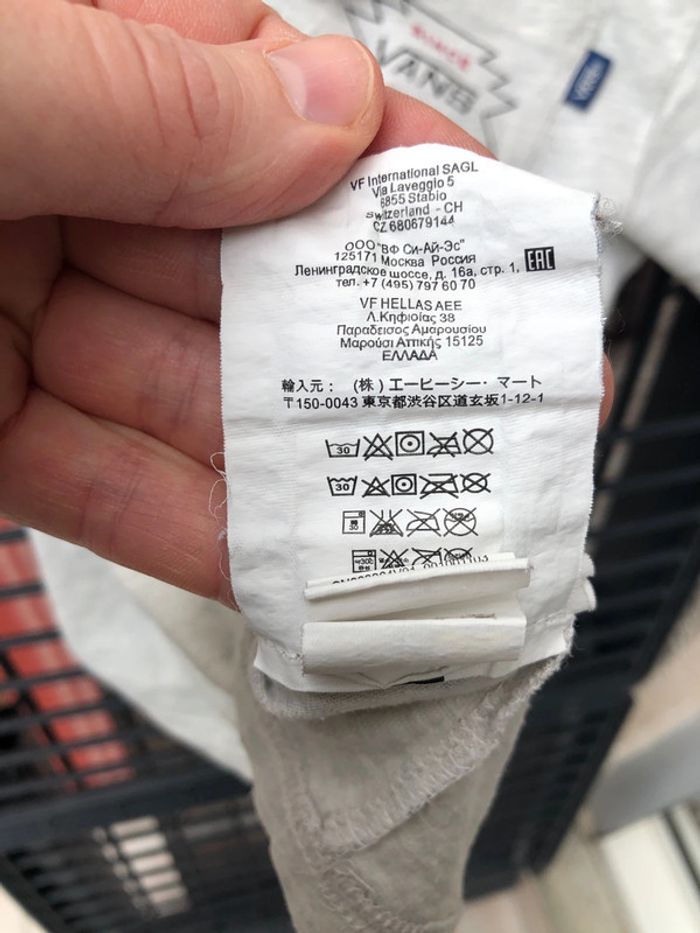 VANS
VANS
VF International SAGL
Via Laveggio 5
6855 Stabio
Switzerland - CH
CZ 680679144
ООО "ВФ Си-Ай-Эс"
125171 Москва Россия
Ленинградское шоссе, д. 16а, стр. 1,
тел. +7 (495) 797 60 70
EAC
VF HELLAS AEE
Λ.Κηφισίας 38
Παραδεισος Αμαρουσίου
Μαρούσι Αττικής 15125
ΕΛΛΑΔΑ
輸入元： （株）エービーシー・マート
〒150-0043 東京都渋谷区道玄坂1-12-1
30
30
30